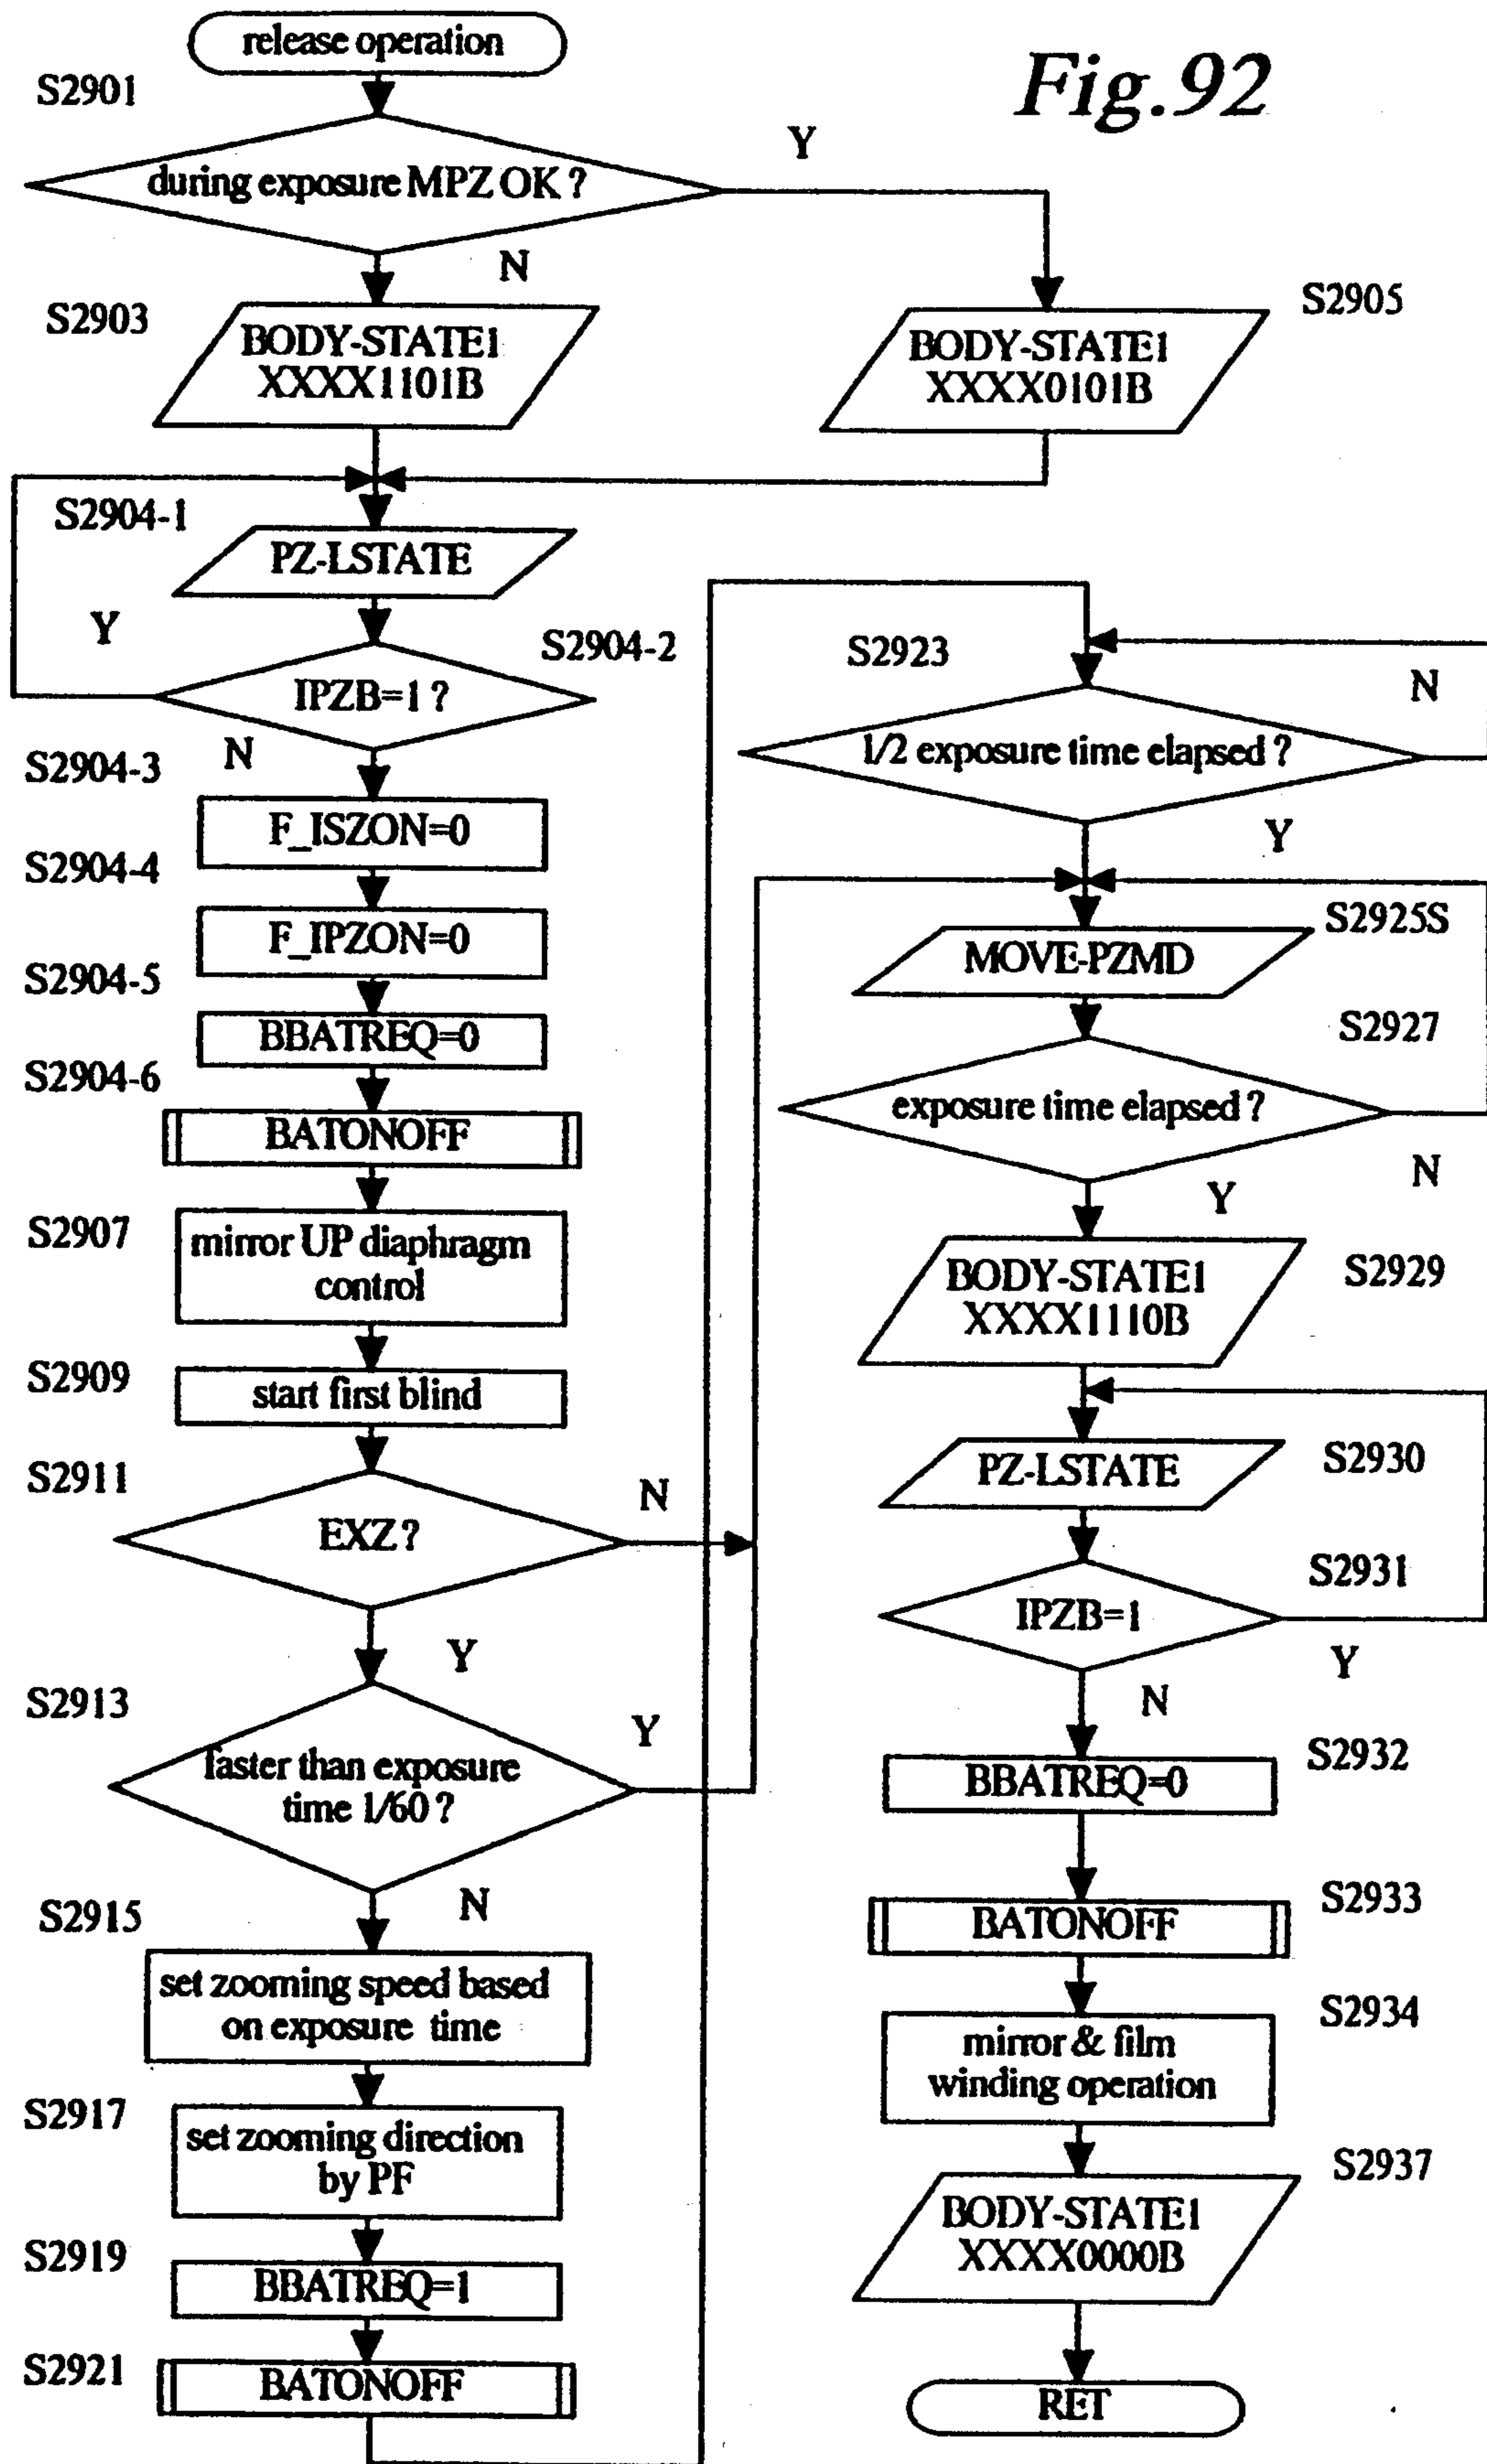 Fig.92
release operation
S2901
during exposure MPZ OK ?
Y
N
S2903
BODY-STATE1
XXXX1101B
S2905
BODY-STATE1
XXXX0101B
S2904-1
PZ-LSTATE
Y
S2904-2
IPZB=1 ?
N
S2904-3
F_ISZON=0
S2904-4
F_IPZON=0
S2904-5
BBATREQ=0
S2904-6
BATONOFF
S2907
mirror UP diaphragm
control
S2909
start first blind
S2911
EXZ ?
N
Y
S2913
faster than exposure
time 1/60 ?
Y
N
S2915
set zooming speed based
on exposure time
S2917
set zooming direction
by PF
S2919
BBATREQ=1
S2921
BATONOFF
S2923
1/2 exposure time elapsed ?
N
Y
S2925S
MOVE-PZMD
S2927
exposure time elapsed ?
N
Y
S2929
BODY-STATE1
XXXX1110B
S2930
PZ-LSTATE
S2931
IPZB=1
Y
N
S2932
BBATREQ=0
S2933
BATONOFF
S2934
mirror & film
winding operation
S2937
BODY-STATE1
XXXX0000B
RET